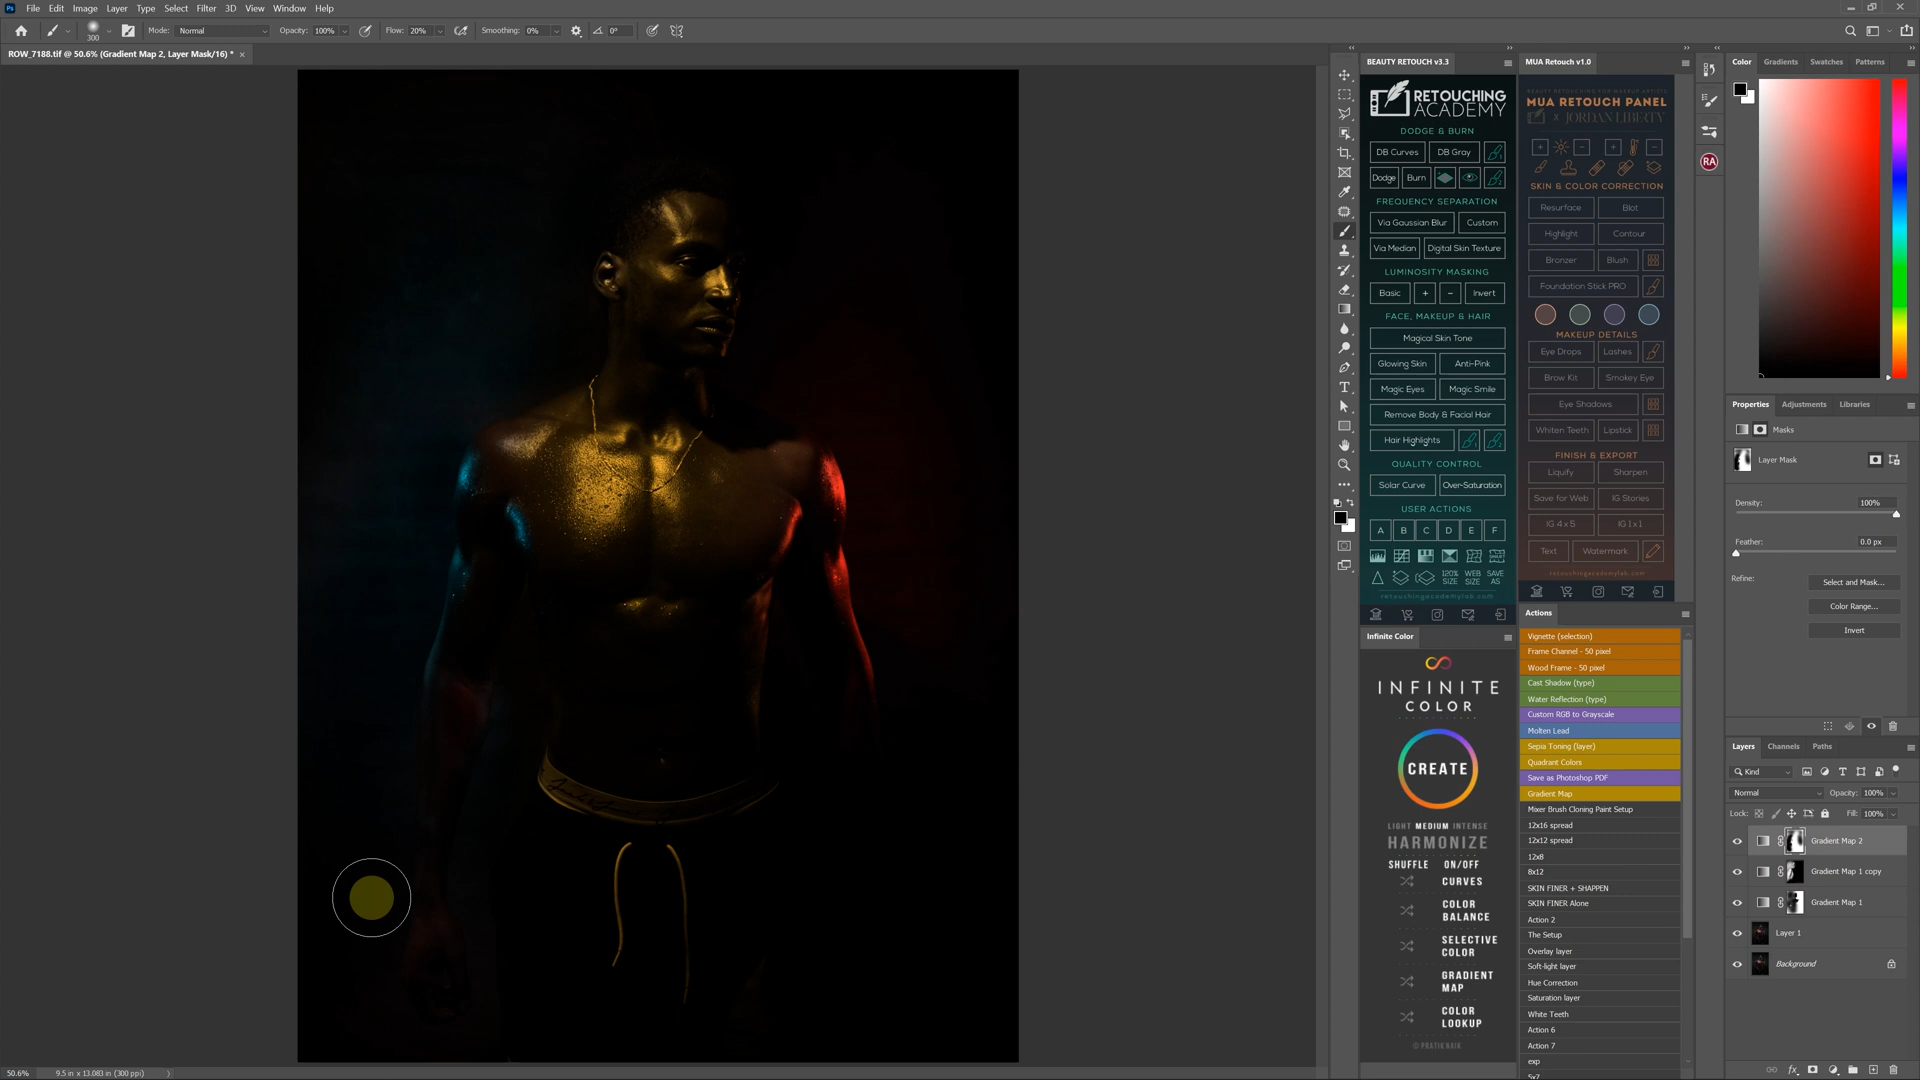 File Edit Image Layer Type Select Filter 3D View Window Help
300 Mode: Normal Opacity: 100% Flow: 20% Smoothing: 0% 0°
ROW_7188.tif @ 50.6% (Gradient Map 2, Layer Mask/16) *
BEAUTY RETOUCH v3.3
RETOUCHING
ACADEMY
DODGE & BURN
DB Curves DB Gray
Dodge Burn
FREQUENCY SEPARATION
Via Gaussian Blur Custom
Via Median Digital Skin Texture
LUMINOSITY MASKING
Basic + − Invert
FACE, MAKEUP & HAIR
Magical Skin Tone
Glowing Skin Anti-Pink
Magic Eyes Magic Smile
Remove Body & Facial Hair
Hair Highlights
QUALITY CONTROL
Solar Curve Over-Saturation
USER ACTIONS
A B C D E F
120% SIZE WEB SIZE SAVE AS
retouchingacademylab.com
Infinite Color
INFINITE
COLOR
CREATE
LIGHT MEDIUM INTENSE
HARMONIZE
SHUFFLE ON/OFF
CURVES
COLOR
BALANCE
SELECTIVE
COLOR
GRADIENT
MAP
COLOR
LOOKUP
© PRATIK NAIK
MUA Retouch v1.0
BEAUTY RETOUCHING FOR MAKEUP ARTISTS
MUA RETOUCH PANEL
x JORDAN LIBERTY
SKIN & COLOR CORRECTION
Resurface Blot
Highlight Contour
Bronzer Blush
Foundation Stick PRO
MAKEUP DETAILS
Eye Drops Lashes
Brow Kit Smokey Eye
Eye Shadows
Whiten Teeth Lipstick
FINISH & EXPORT
Liquify Sharpen
Save for Web IG Stories
IG 4 x 5 IG 1 x 1
Text Watermark
retouchingacademylab.com
Actions
Vignette (selection)
Frame Channel - 50 pixel
Wood Frame - 50 pixel
Cast Shadow (type)
Water Reflection (type)
Custom RGB to Grayscale
Molten Lead
Sepia Toning (layer)
Quadrant Colors
Save as Photoshop PDF
Gradient Map
Mixer Brush Cloning Paint Setup
12x16 spread
12x12 spread
12x8
8x12
SKIN FINER + SHAPPEN
SKIN FINER Alone
Action 2
The Setup
Overlay layer
Soft-light layer
Hue Correction
Saturation layer
White Teeth
Action 6
Action 7
exp
5x7
RA
Color Gradients Swatches Patterns
Properties Adjustments Libraries
Masks
Layer Mask
Density: 100%
Feather: 0.0 px
Refine: Select and Mask...
Color Range...
Invert
Layers Channels Paths
Kind
Normal Opacity: 100%
Lock: Fill: 100%
Gradient Map 2
Gradient Map 1 copy
Gradient Map 1
Layer 1
Background
50.6% 9.5 in x 13.083 in (300 ppi)